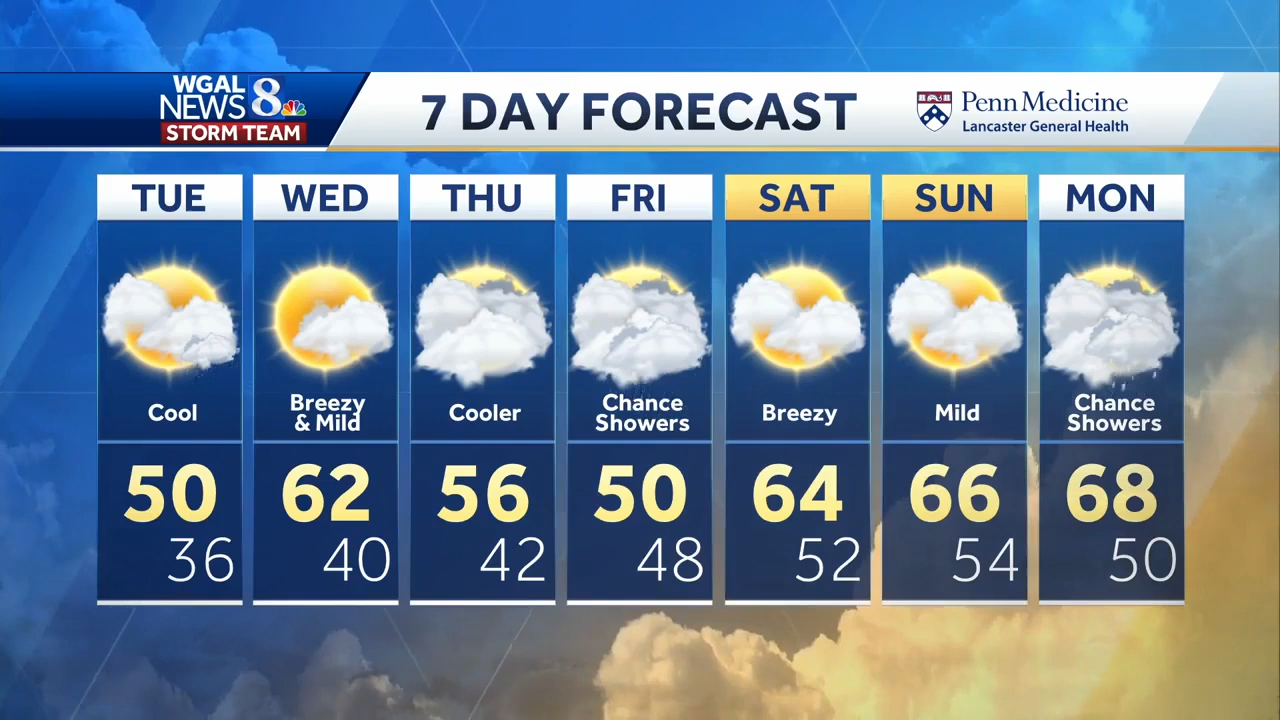 WGAL
NEWS 8
STORM TEAM
7 DAY FORECAST
Penn Medicine
Lancaster General Health
TUE
WED
THU
FRI
SAT
SUN
MON
Cool
Breezy
& Mild
Cooler
Chance
Showers
Breezy
Mild
Chance
Showers
50
62
56
50
64
66
68
36
40
42
48
52
54
50